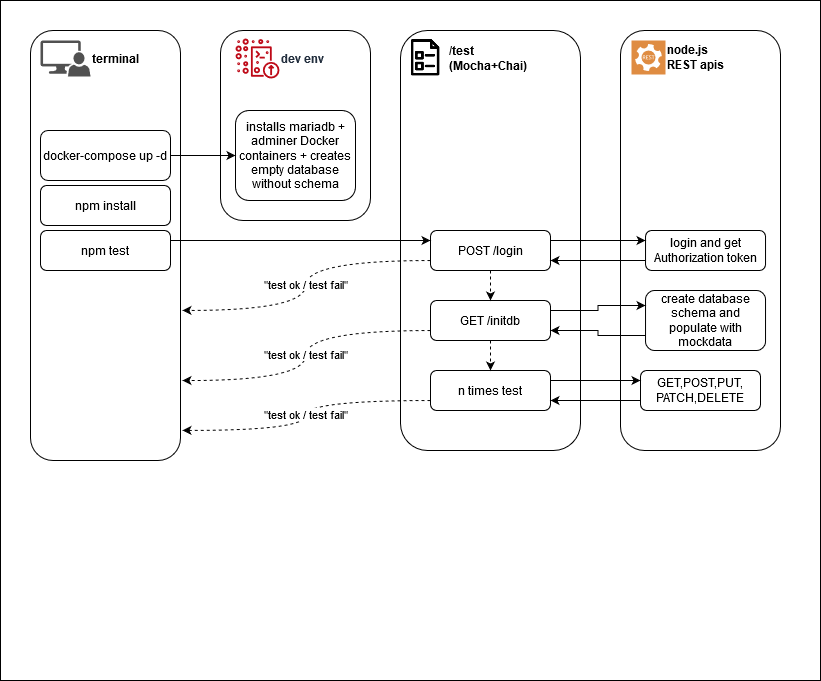 terminal
dev env
/test
(Mocha+Chai)
node.js
REST apis
REST
docker-compose up -d
installs mariadb +
adminer Docker
containers + creates
empty database
without schema
npm install
npm test
POST /login
login and get
Authorization token
"test ok / test fail"
GET /initdb
create database
schema and
populate with
mockdata
"test ok / test fail"
n times test
GET,POST,PUT,
PATCH,DELETE
"test ok / test fail"